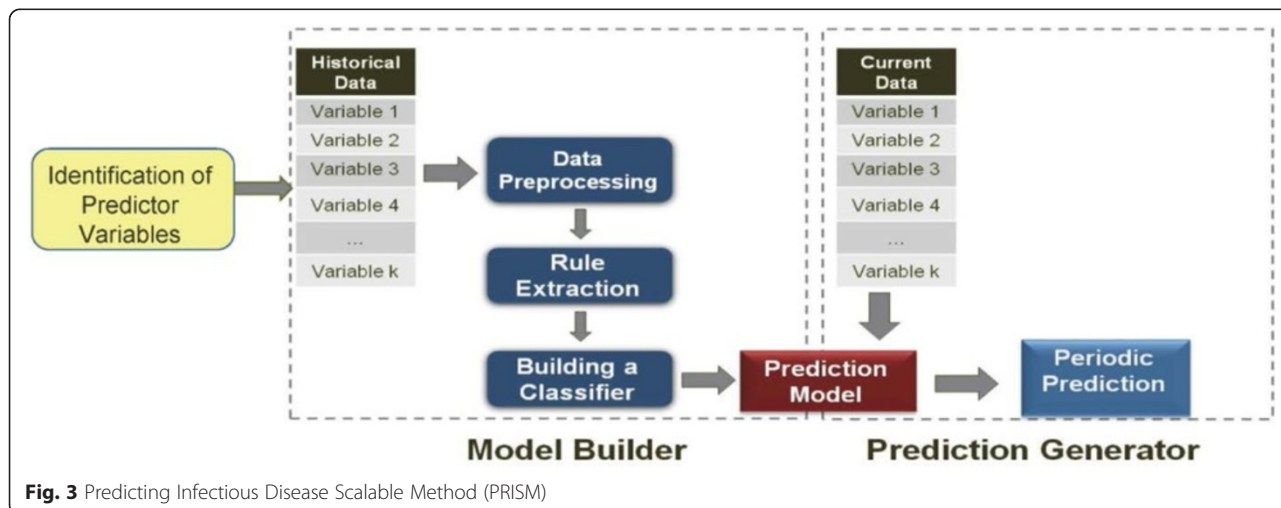 Identification of
Predictor
Variables
Historical
Data
Variable 1
Variable 2
Variable 3
Variable 4
...
Variable k
Data
Preprocessing
Rule
Extraction
Building a
Classifier
Prediction
Model
Model Builder
Current
Data
Variable 1
Variable 2
Variable 3
Variable 4
...
Variable k
Periodic
Prediction
Prediction Generator
Fig. 3 Predicting Infectious Disease Scalable Method (PRISM)